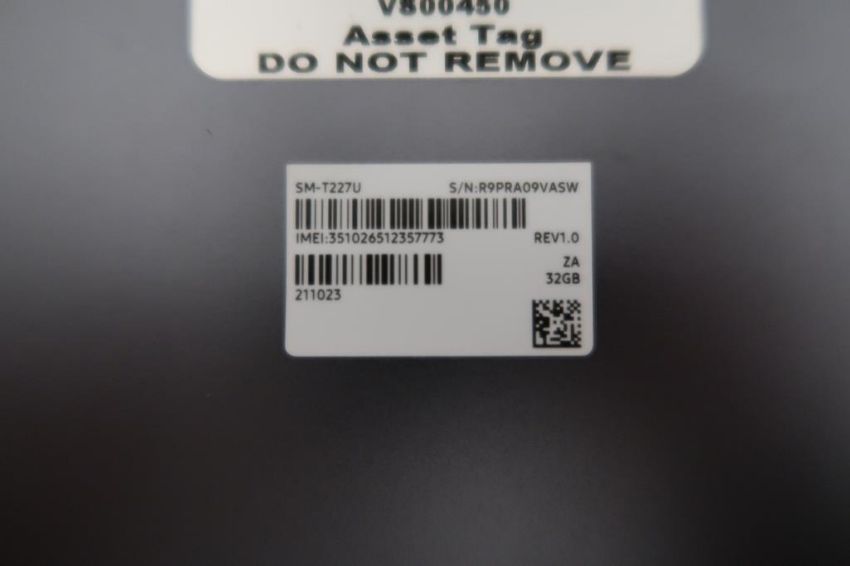 V800450
Asset Tag
DO NOT REMOVE
SM-T227U S/N:R9PRA09VASW
IMEI:351026512357773 REV1.0
ZA
32GB
211023